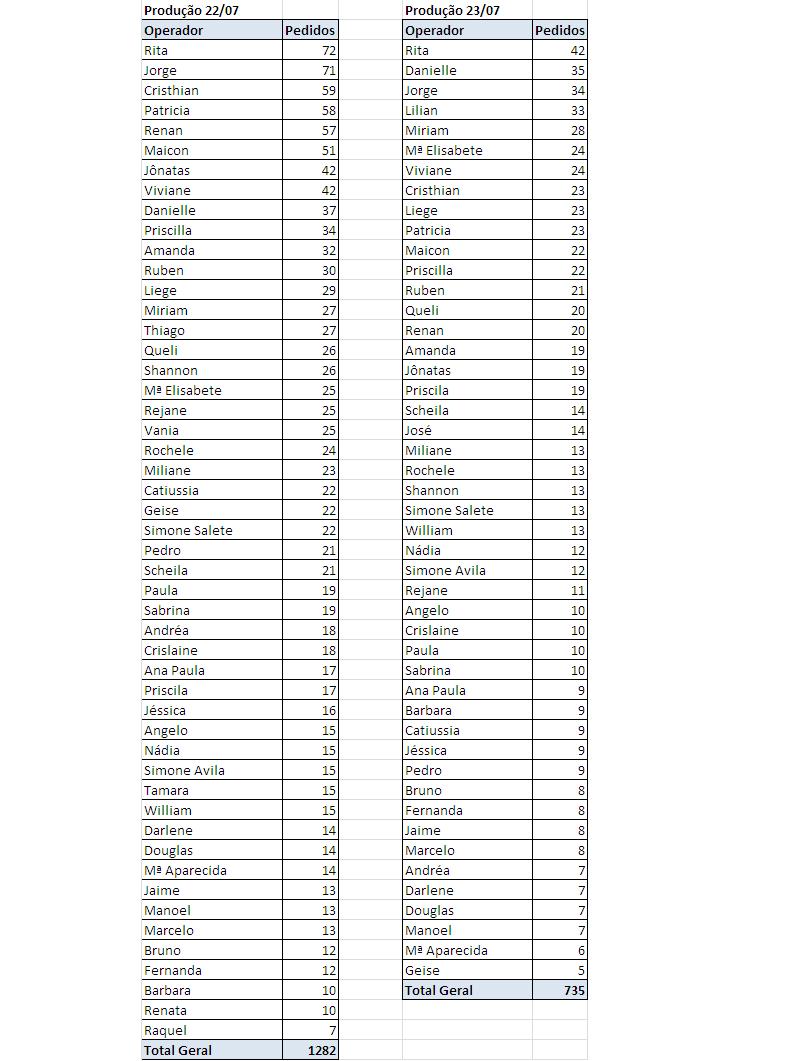 Produção 22/07 Produção 23/07
Operador Pedidos Operador Pedidos
Rita 72 Rita 42
Jorge 71 Danielle 35
Cristhian 59 Jorge 34
Patricia 58 Lilian 33
Renan 57 Miriam 28
Maicon 51 Mª Elisabete 24
Jônatas 42 Viviane 24
Viviane 42 Cristhian 23
Danielle 37 Liege 23
Priscilla 34 Patricia 23
Amanda 32 Maicon 22
Ruben 30 Priscilla 22
Liege 29 Ruben 21
Miriam 27 Queli 20
Thiago 27 Renan 20
Queli 26 Amanda 19
Shannon 26 Jônatas 19
Mª Elisabete 25 Priscila 19
Rejane 25 Scheila 14
Vania 25 José 14
Rochele 24 Miliane 13
Miliane 23 Rochele 13
Catiussia 22 Shannon 13
Geise 22 Simone Salete 13
Simone Salete 22 William 13
Pedro 21 Nádia 12
Scheila 21 Simone Avila 12
Paula 19 Rejane 11
Sabrina 19 Angelo 10
Andréa 18 Crislaine 10
Crislaine 18 Paula 10
Ana Paula 17 Sabrina 10
Priscila 17 Ana Paula 9
Jéssica 16 Barbara 9
Angelo 15 Catiussia 9
Nádia 15 Jéssica 9
Simone Avila 15 Pedro 9
Tamara 15 Bruno 8
William 15 Fernanda 8
Darlene 14 Jaime 8
Douglas 14 Marcelo 8
Mª Aparecida 14 Andréa 7
Jaime 13 Darlene 7
Manoel 13 Douglas 7
Marcelo 13 Manoel 7
Bruno 12 Mª Aparecida 6
Fernanda 12 Geise 5
Barbara 10 Total Geral 735
Renata 10
Raquel 7
Total Geral 1282